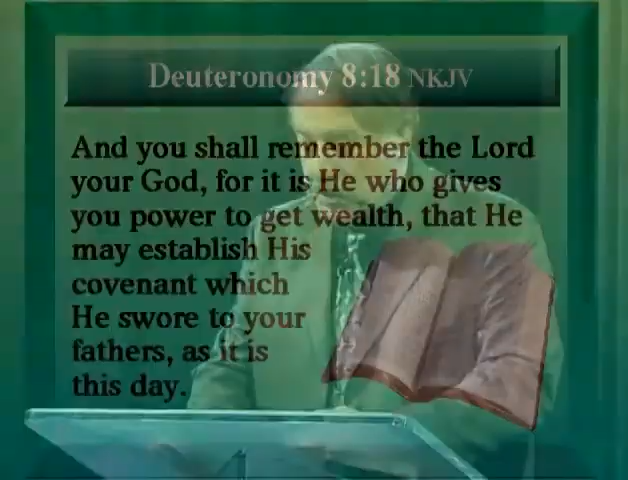 Deuteronomy 8:18 NKJV
And you shall remember the Lord
your God, for it is He who gives
you power to get wealth, that He
may establish His
covenant which
He swore to your
fathers, as it is
this day.